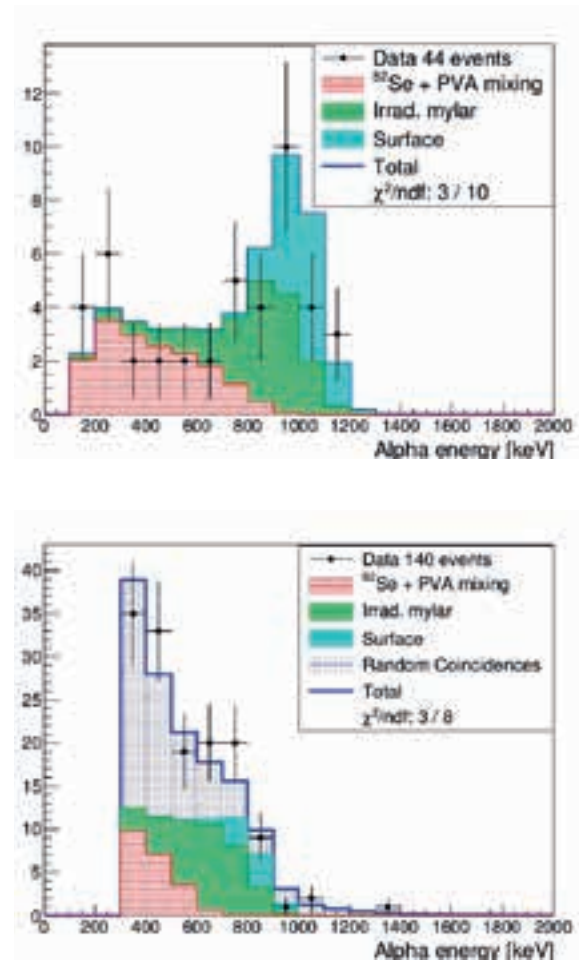 Data 44 events
⁸²Se + PVA mixing
Irrad. mylar
Surface
Total
χ²/ndf: 3 / 10
12
10
8
6
4
2
0
0 200 400 600 800 1000 1200 1400 1600 1800 2000
Alpha energy [keV]
Data 140 events
⁸²Se + PVA mixing
Irrad. mylar
Surface
Random Coincidences
Total
χ²/ndf: 3 / 8
40
35
30
25
20
15
10
5
0
0 200 400 600 800 1000 1200 1400 1600 1800 2000
Alpha energy [keV]